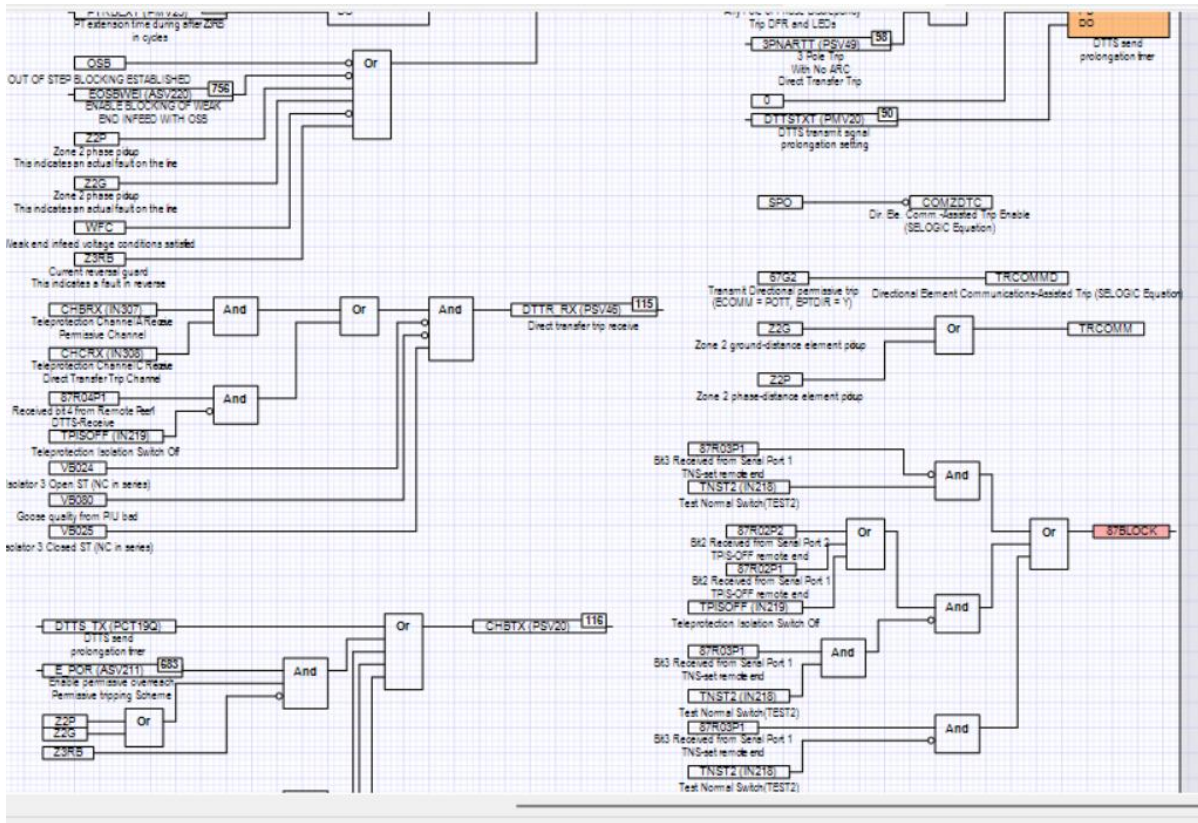 PT extension time during after Z3RB
in cycles
OSB
OUT OF STEP BLOCKING ESTABLISHED
756
EOSBWEI (ASV220)
ENABLE BLOCKING OF WEAK
END INFEED WITH OSB
Z2P
Zone 2 phase pickup
This indicates an actual fault on the line
Z2G
Zone 2 phase pickup
This indicates an actual fault on the line
WFC
Weak end infeed voltage conditions satisfied
Z3RB
Current reversal guard
This indicates a fault in reverse
Or
CHBRX (IN307)
Teleprotection Channel A Receive
Permissive Channel
CHCRX (IN308)
Teleprotection Channel C Receive
Direct Transfer Trip Channel
87R04P1
Received bit4 from Remote Peer1
DTTS-Receive
TPISOFF (IN219)
Teleprotection Isolation Switch Off
VB024
Isolator 3 Open ST (NC in series)
VB080
Goose quality from PIU bad
VB025
Isolator 3 Closed ST (NC in series)
And
Or
And
And
115
DTTR_RX (PSV46)
Direct transfer trip receive
DTTS_TX (PCT19Q)
DTTS send
prolongation timer
683
E_POR (ASV211)
Enable permissive overreach
Permissive tripping Scheme
Z2P
Z2G
Z3RB
Or
And
Or
116
CHBTX (PSV20)
Trip DFR and LEDs
98
3PNARTT (PSV49)
3 Pole Trip
With No ARC
Direct Transfer Trip
0
90
DTTSTXT (PMV20)
DTTS transmit signal
prolongation setting
DO
DTTS send
prolongation timer
SPO
COMZDTC
Dir. Ele. Comm.-Assisted Trip Enable
(SELOGIC Equation)
67G2
Transmit Directional permissive trip
(ECOMM = POTT, EPTDIR = Y)
TRCOMMD
Directional Element Communications-Assisted Trip (SELOGIC Equation)
Z2G
Zone 2 ground-distance element pickup
Z2P
Zone 2 phase-distance element pickup
Or
TRCOMM
87R03P1
Bit3 Received from Serial Port 1
TNS-set remote end
TNST2 (IN218)
Test Normal Switch(TEST2)
And
87R02P2
Bit2 Received from Serial Port 2
TPIS-OFF remote end
87R02P1
Bit2 Received from Serial Port 1
TPIS-OFF remote end
TPISOFF (IN219)
Teleprotection Isolation Switch Off
Or
And
87R03P1
Bit3 Received from Serial Port 1
TNS-set remote end
TNST2 (IN218)
Test Normal Switch(TEST2)
And
87R03P1
Bit3 Received from Serial Port 1
TNS-set remote end
TNST2 (IN218)
Test Normal Switch(TEST2)
And
Or
87BLOCK